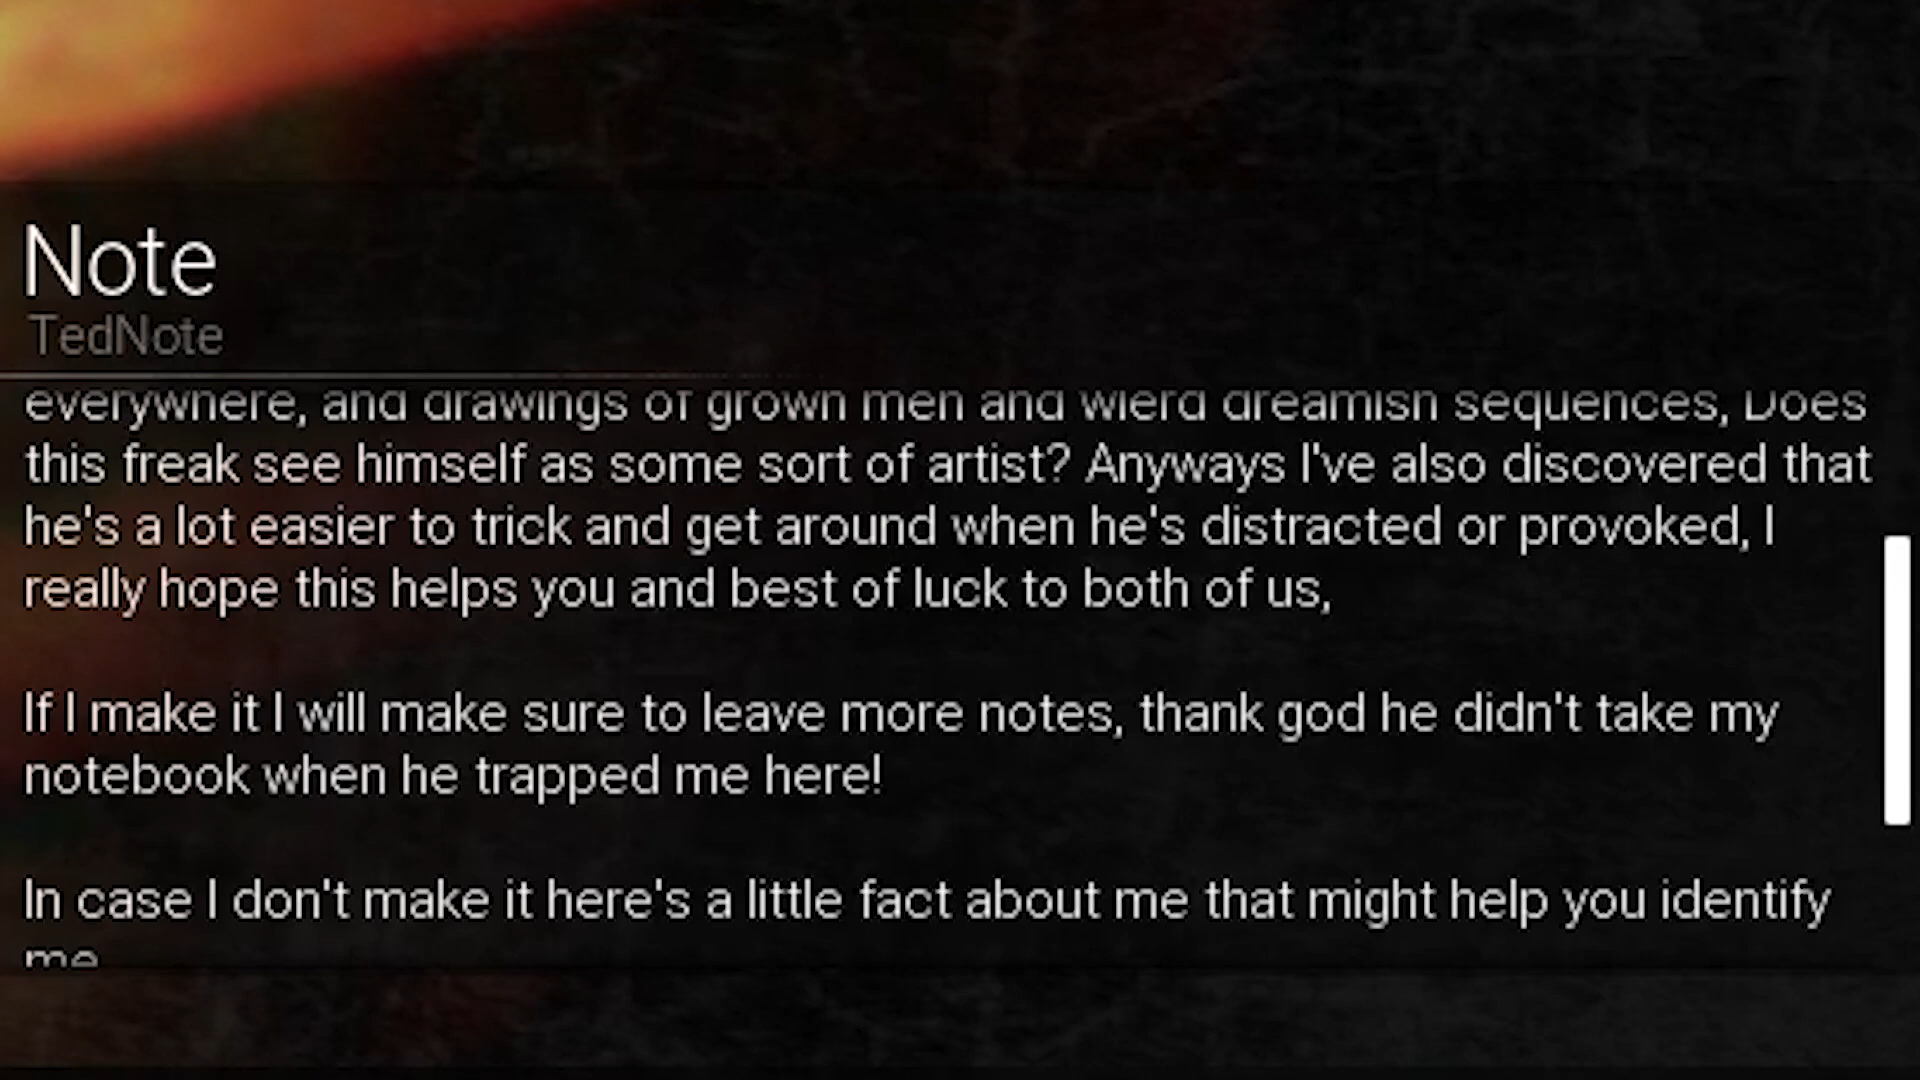 Note
TedNote
everywhere, and drawings of grown men and wierd dreamish sequences, Does
this freak see himself as some sort of artist? Anyways I've also discovered that
he's a lot easier to trick and get around when he's distracted or provoked, I
really hope this helps you and best of luck to both of us,
If I make it I will make sure to leave more notes, thank god he didn't take my
notebook when he trapped me here!
In case I don't make it here's a little fact about me that might help you identify
me